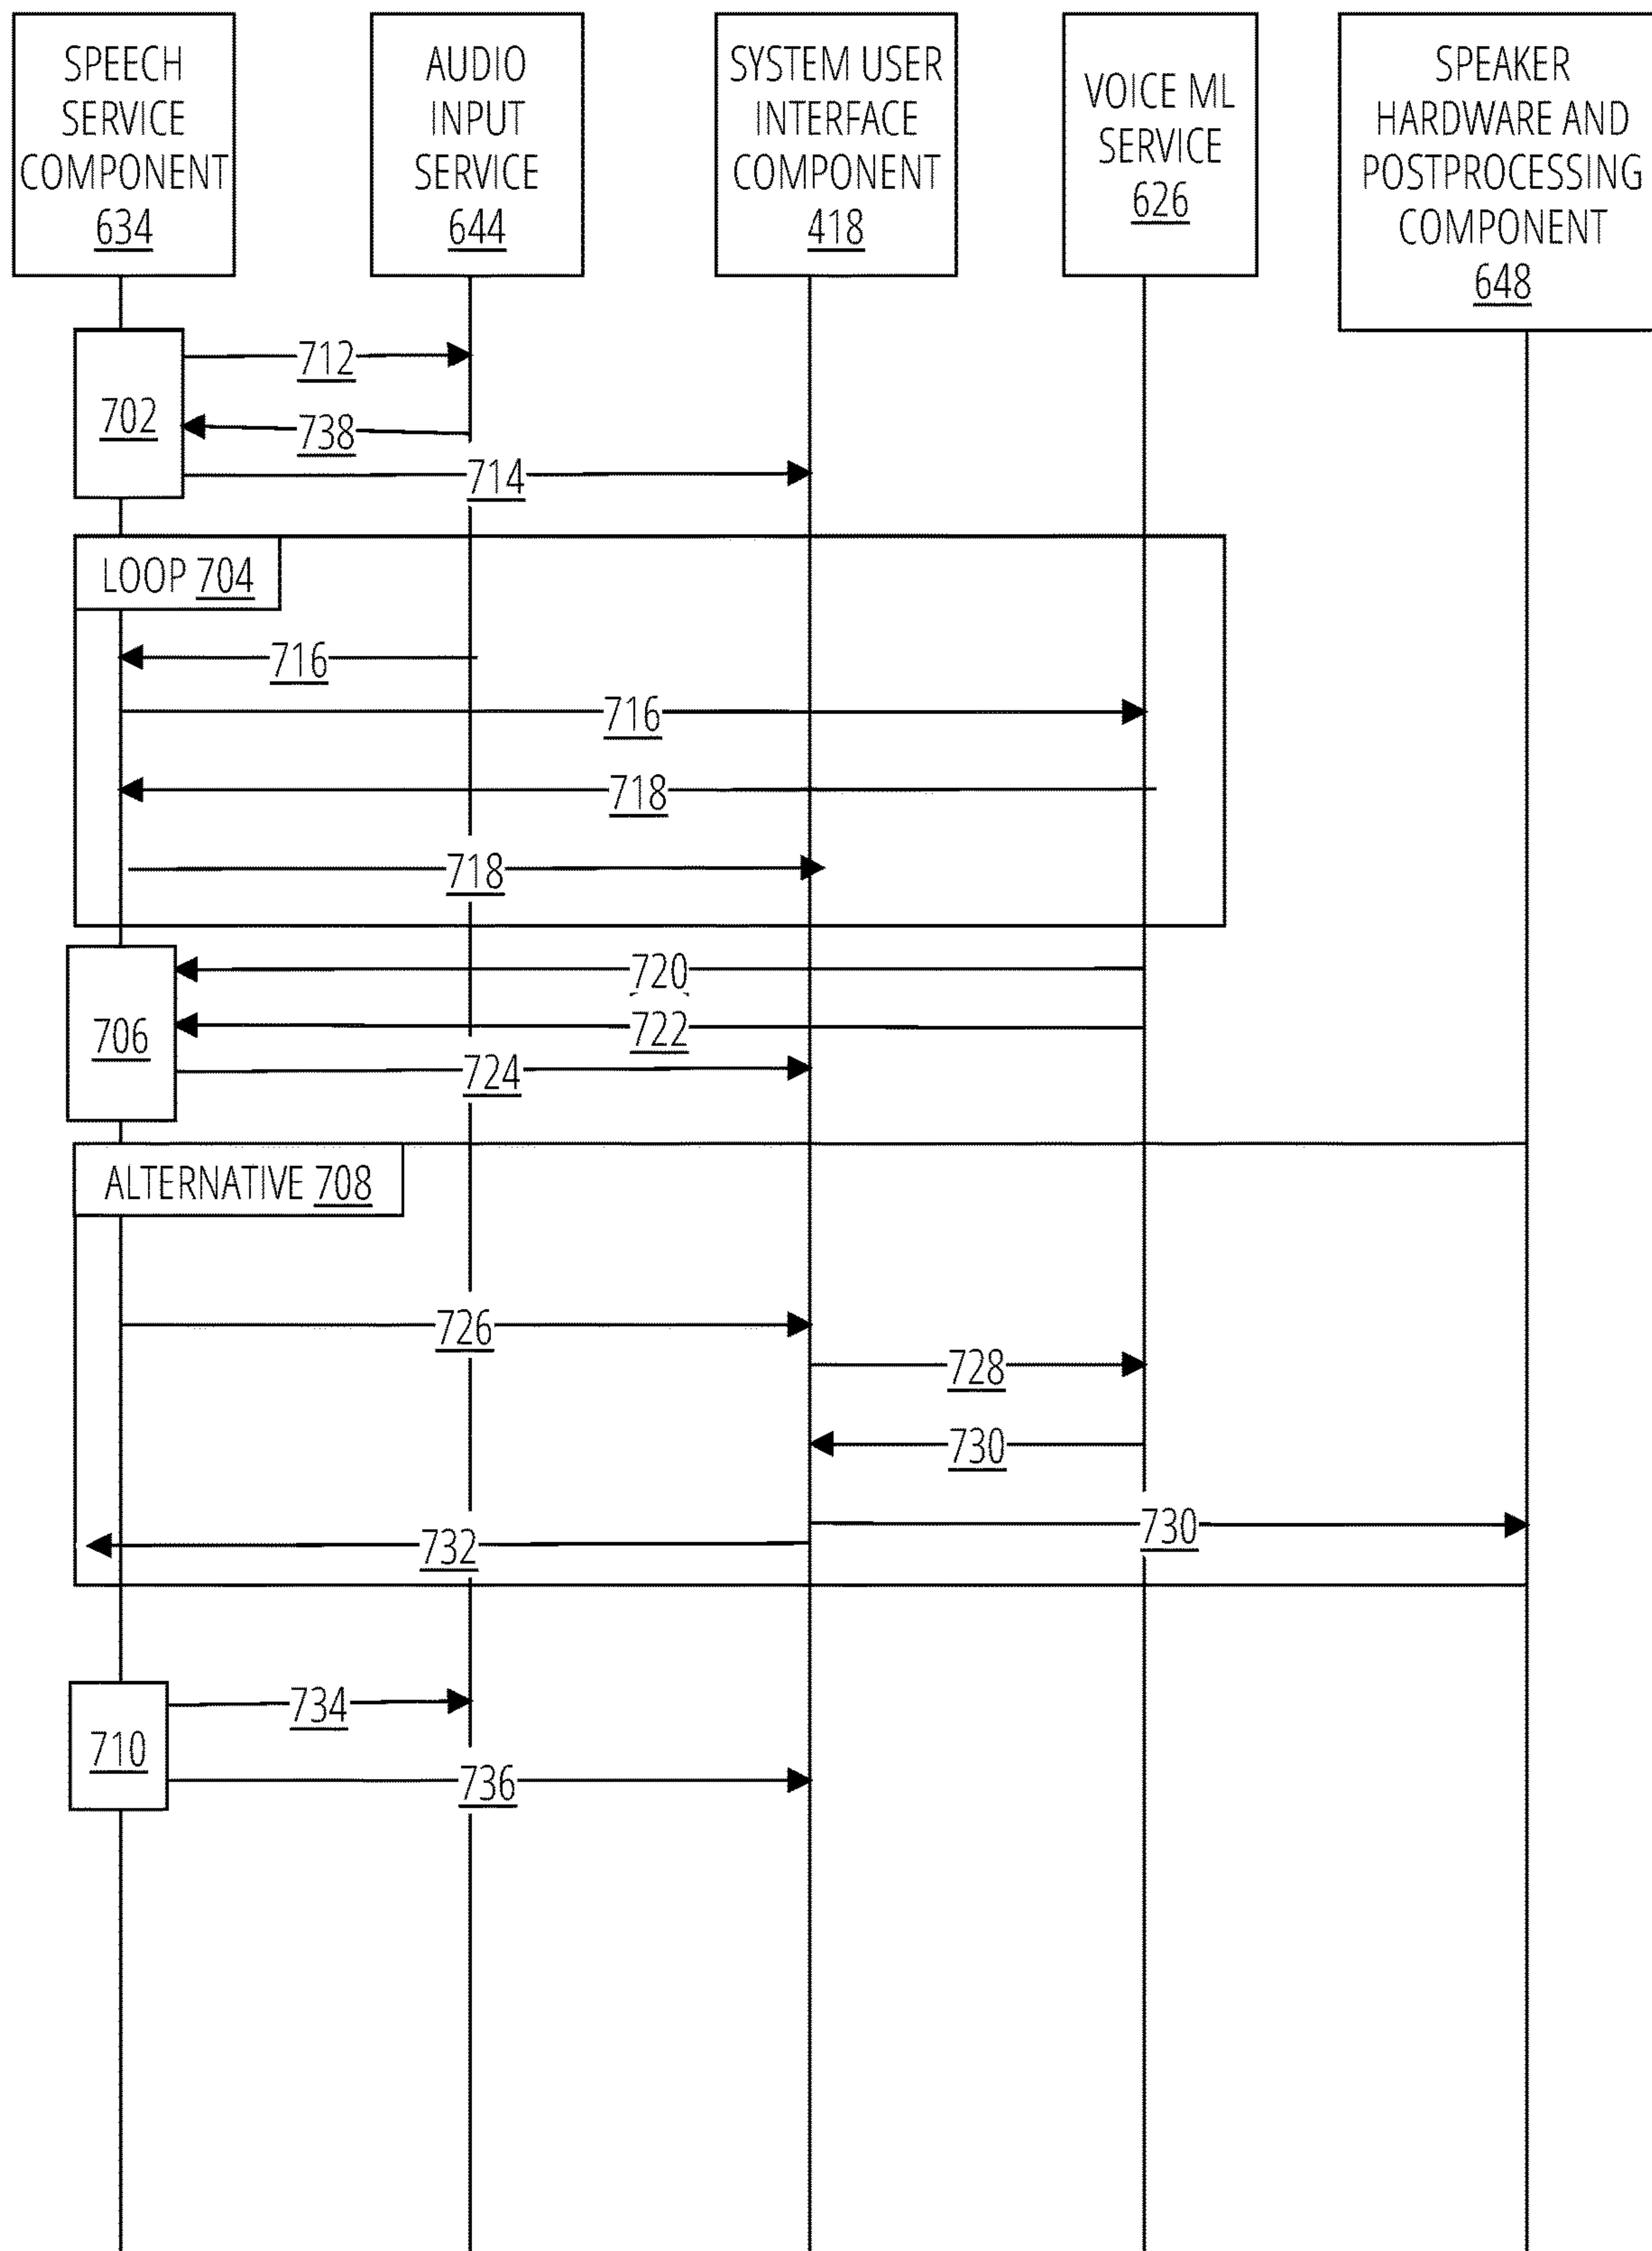 SPEECH
SERVICE
COMPONENT
634
AUDIO
INPUT
SERVICE
644
SYSTEM USER
INTERFACE
COMPONENT
418
VOICE ML
SERVICE
626
SPEAKER
HARDWARE AND
POSTPROCESSING
COMPONENT
648
702
712
738
714
LOOP 704
716
716
718
718
706
720
722
724
ALTERNATIVE 708
726
728
730
730
732
710
734
736